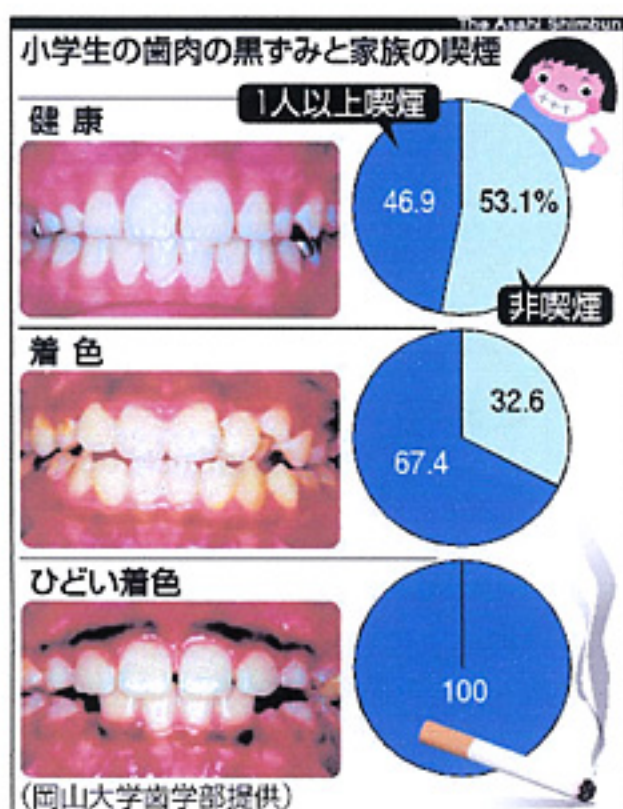 The Asahi Shimbun
小学生の歯肉の黒ずみと家族の喫煙
健康
1人以上喫煙
46.9
53.1%
非喫煙
着色
32.6
67.4
ひどい着色
100
(岡山大学歯学部提供)